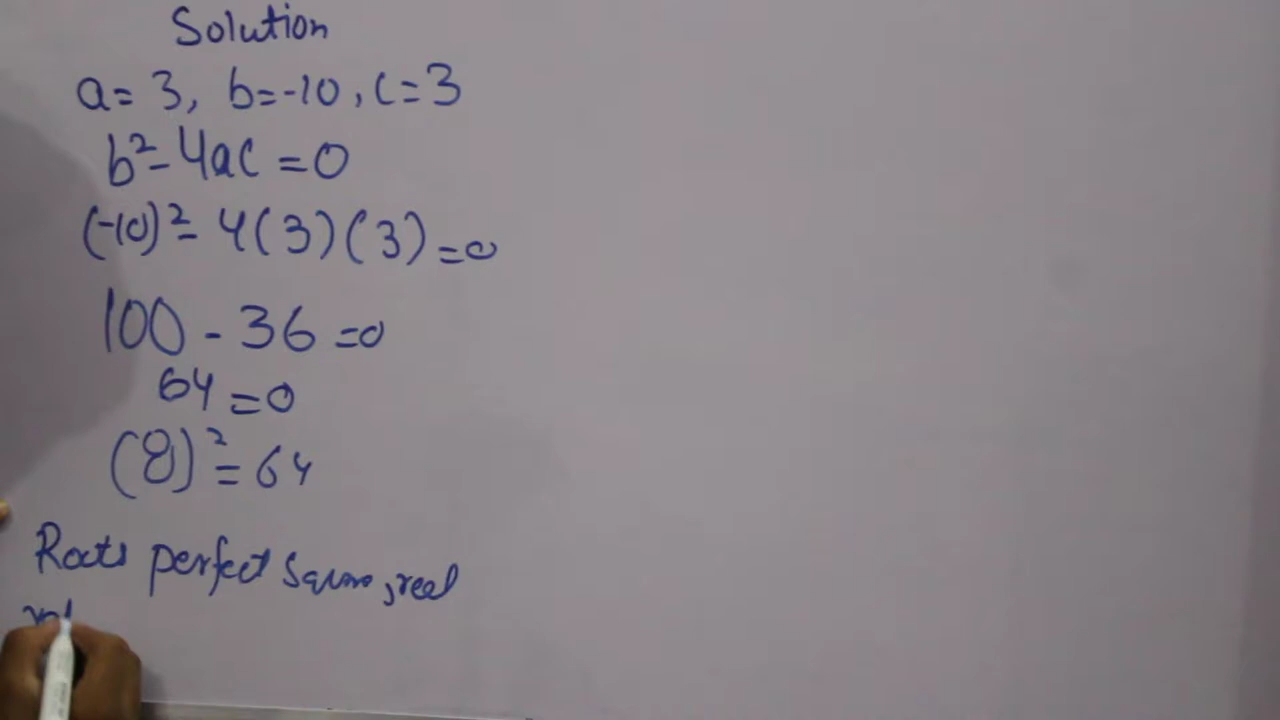 Solution
a= 3, b=-10, c=3
b²-4ac =0
(-10)²- 4(3)(3)=0
100 - 36 =0
64 =0
(8)² = 64
Roots perfect Square, real